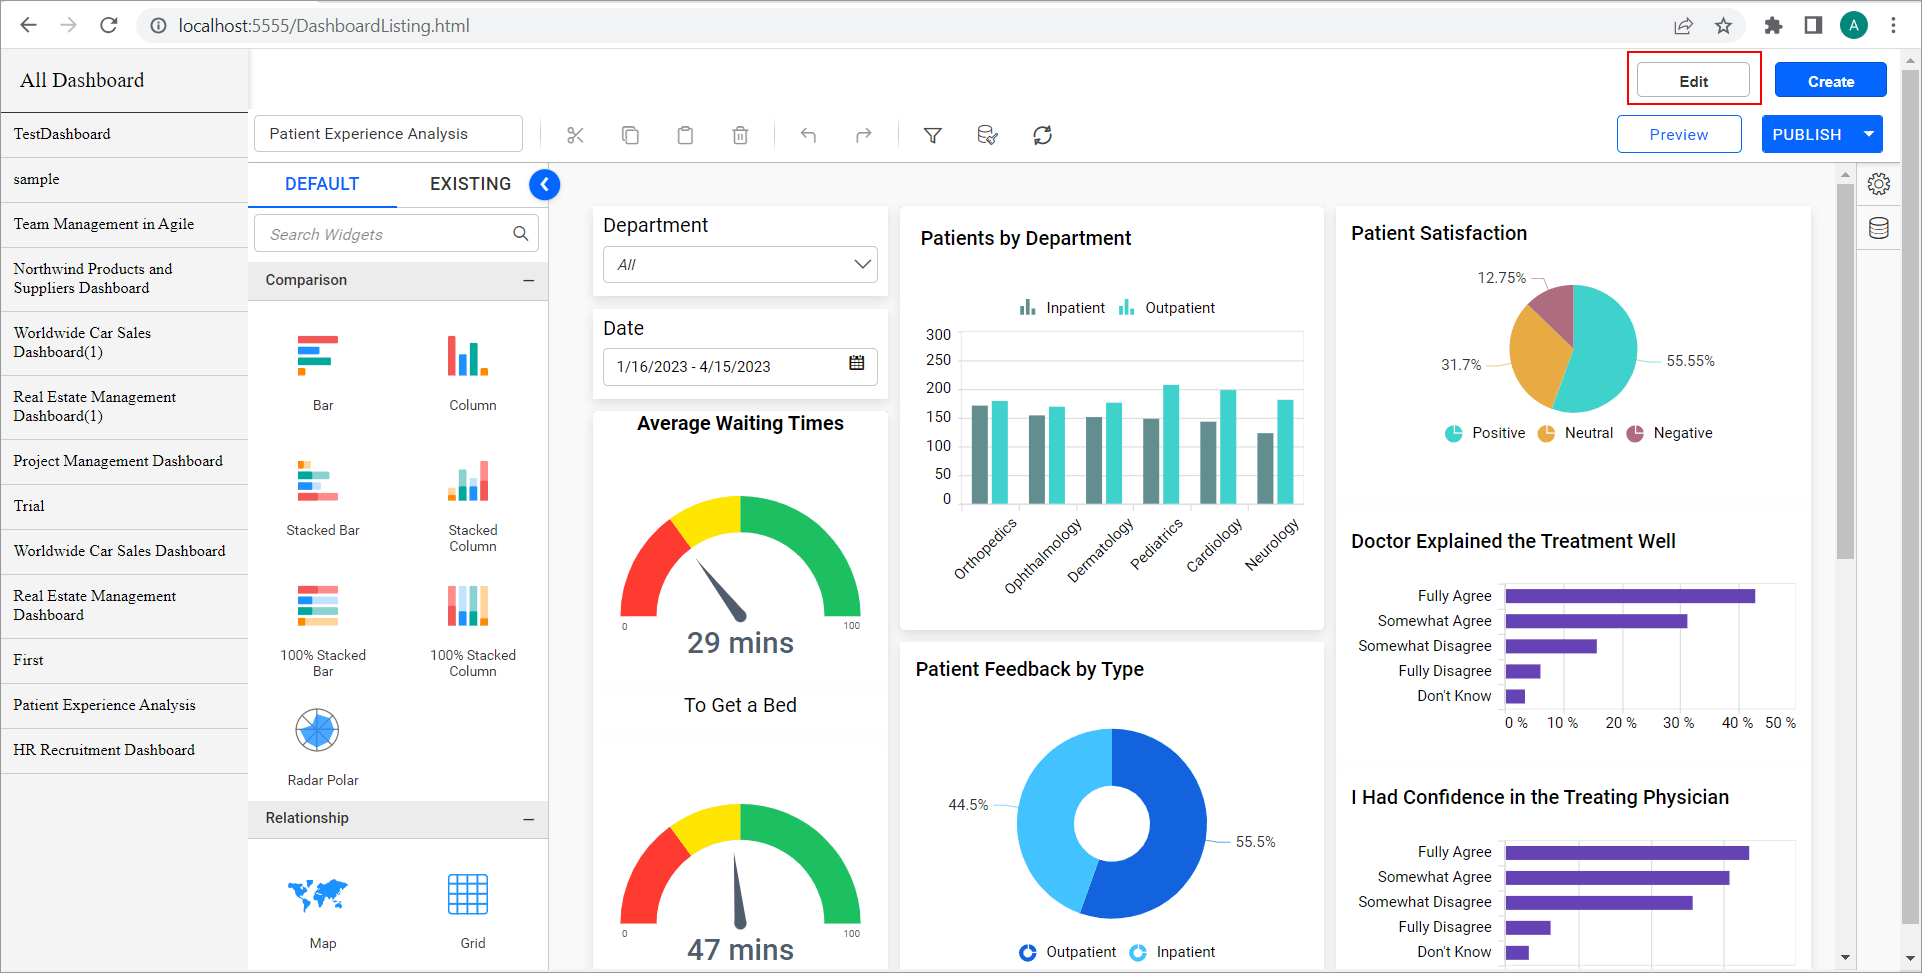 localhost:5555/DashboardListing.html
A
All Dashboard
Edit
Create
TestDashboard
sample
Team Management in Agile
Northwind Products and
Suppliers Dashboard
Worldwide Car Sales
Dashboard(1)
Real Estate Management
Dashboard(1)
Project Management Dashboard
Trial
Worldwide Car Sales Dashboard
Real Estate Management
Dashboard
First
Patient Experience Analysis
HR Recruitment Dashboard
Patient Experience Analysis
Preview
PUBLISH
DEFAULT
EXISTING
Search Widgets
Comparison
Bar
Column
Stacked Bar
Stacked
Column
100% Stacked
Bar
100% Stacked
Column
Radar Polar
Relationship
Map
Grid
Department
All
Date
1/16/2023 - 4/15/2023
Average Waiting Times
0
100
29 mins
To Get a Bed
0
100
47 mins
Patients by Department
Inpatient
Outpatient
300
250
200
150
100
50
0
Orthopedics
Ophthalmology
Dermatology
Pediatrics
Cardiology
Neurology
Patient Feedback by Type
44.5%
55.5%
Outpatient
Inpatient
Patient Satisfaction
12.75%
31.7%
55.55%
Positive
Neutral
Negative
Doctor Explained the Treatment Well
Fully Agree
Somewhat Agree
Somewhat Disagree
Fully Disagree
Don't Know
0 %
10 %
20 %
30 %
40 %
50 %
I Had Confidence in the Treating Physician
Fully Agree
Somewhat Agree
Somewhat Disagree
Fully Disagree
Don't Know